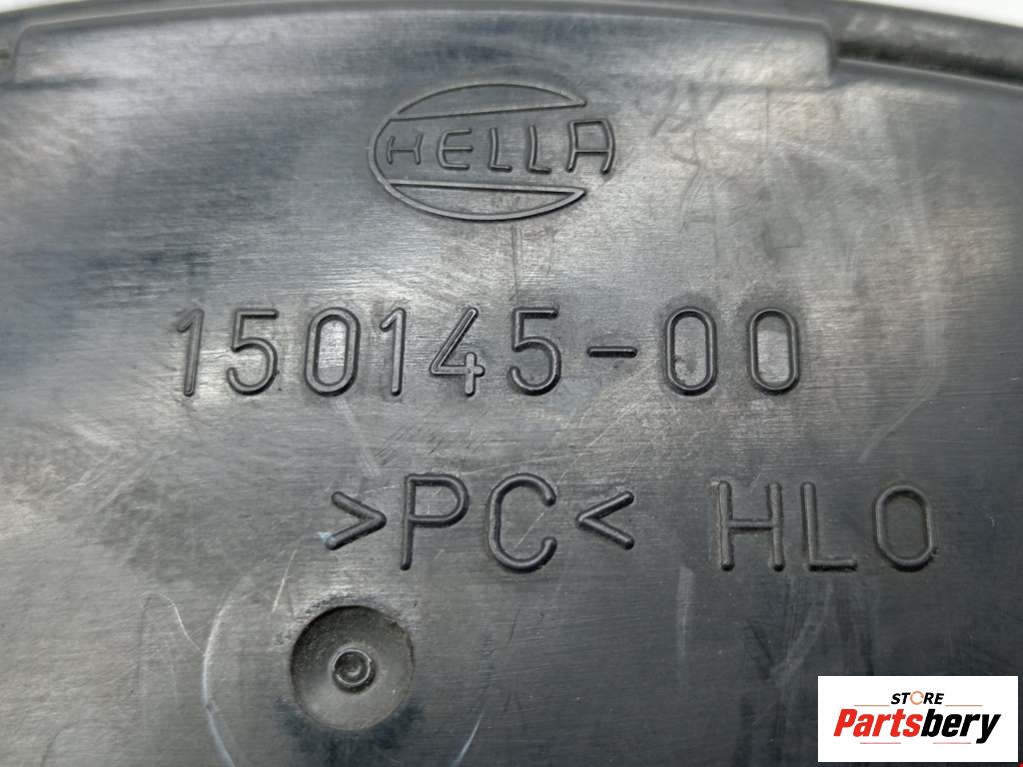 HELLA
150145-00
>PC< HLO
STORE
Partsbery